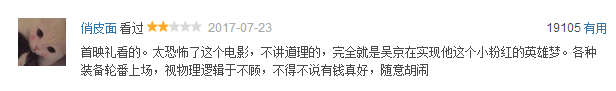 俏皮面 看过 2017-07-23 19105 有用
首映礼看的。太恐怖了这个电影，不讲道理的，完全就是吴京在实现他这个小粉红的英雄梦。各种
装备轮番上场，视物理逻辑于不顾，不得不说有钱真好，随意胡闹